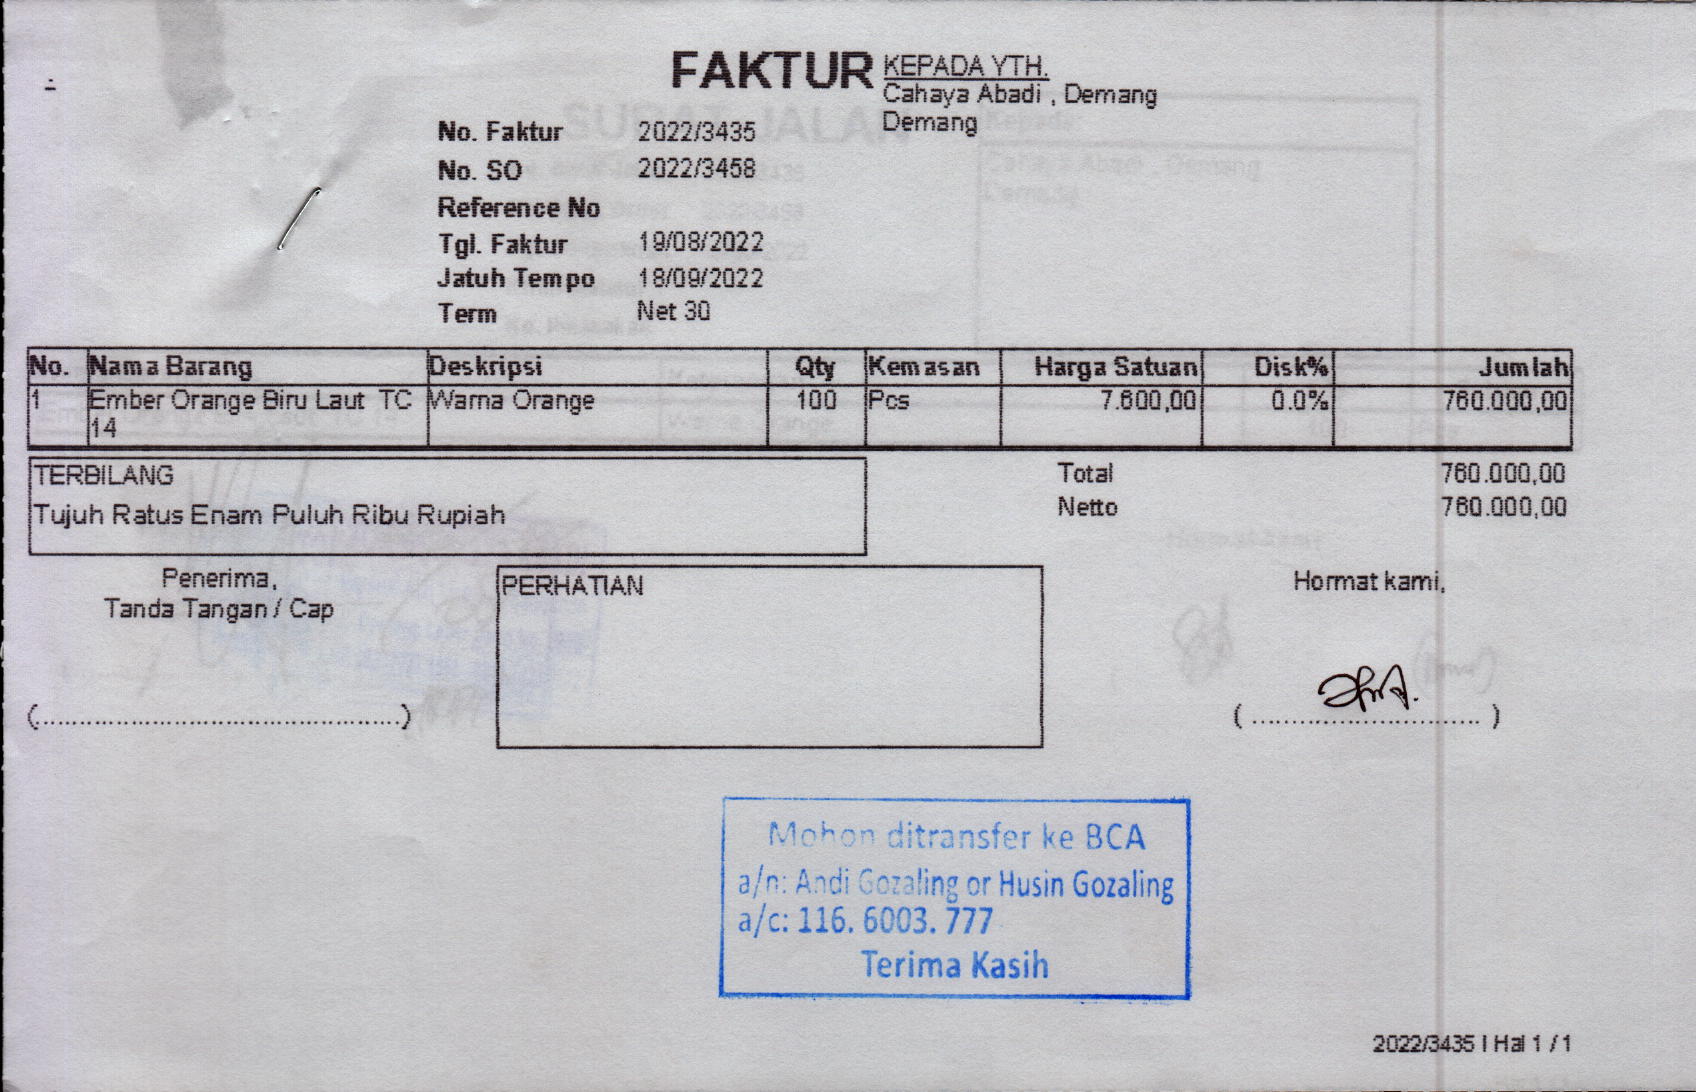 FAKTUR
KEPADA YTH.
Cahaya Abadi , Demang
Demang
No. Faktur 2022/3435
No. SO 2022/3458
Reference No
Tgl. Faktur 19/08/2022
Jatuh Tempo 18/09/2022
Term Net 30
No. Nama Barang Deskripsi Qty Kemasan Harga Satuan Disk% Jumlah
1 Ember Orange Biru Laut TC Warna Orange 100 Pcs 7.600,00 0.0% 760.000,00
14
TERBILANG
Tujuh Ratus Enam Puluh Ribu Rupiah
Total 760.000,00
Netto 760.000,00
Penerima,
Tanda Tangan / Cap
(..................................................)
PERHATIAN
Hormat kami,
( ............................... )
Mohon ditransfer ke BCA
a/n: Andi Gozaling or Husin Gozaling
a/c: 116. 6003. 777
Terima Kasih
2022/3435 | Hal 1 / 1